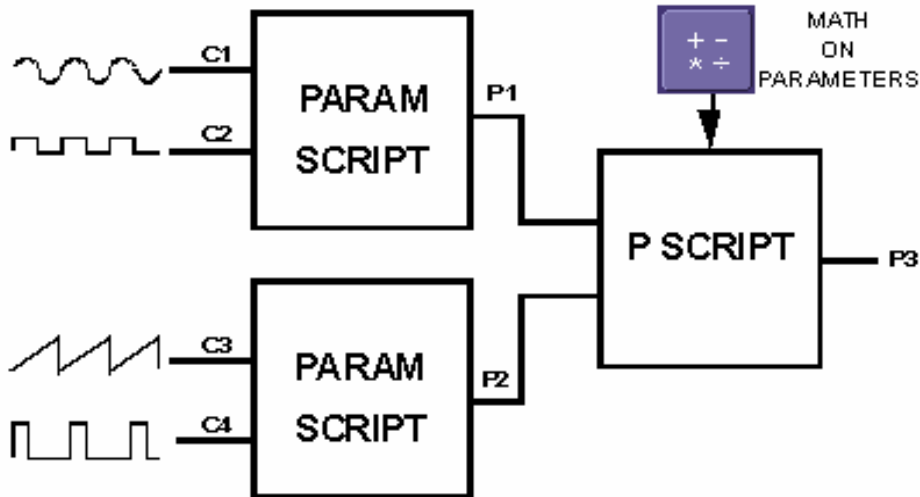 C1
C2
PARAM
SCRIPT
P1
+ −
* ÷
MATH
ON
PARAMETERS
P SCRIPT
P3
C3
C4
PARAM
SCRIPT
P2